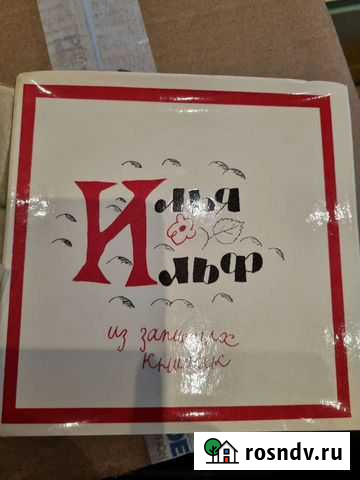 Илья
Ильф
из записных
книжек
rosndv.ru